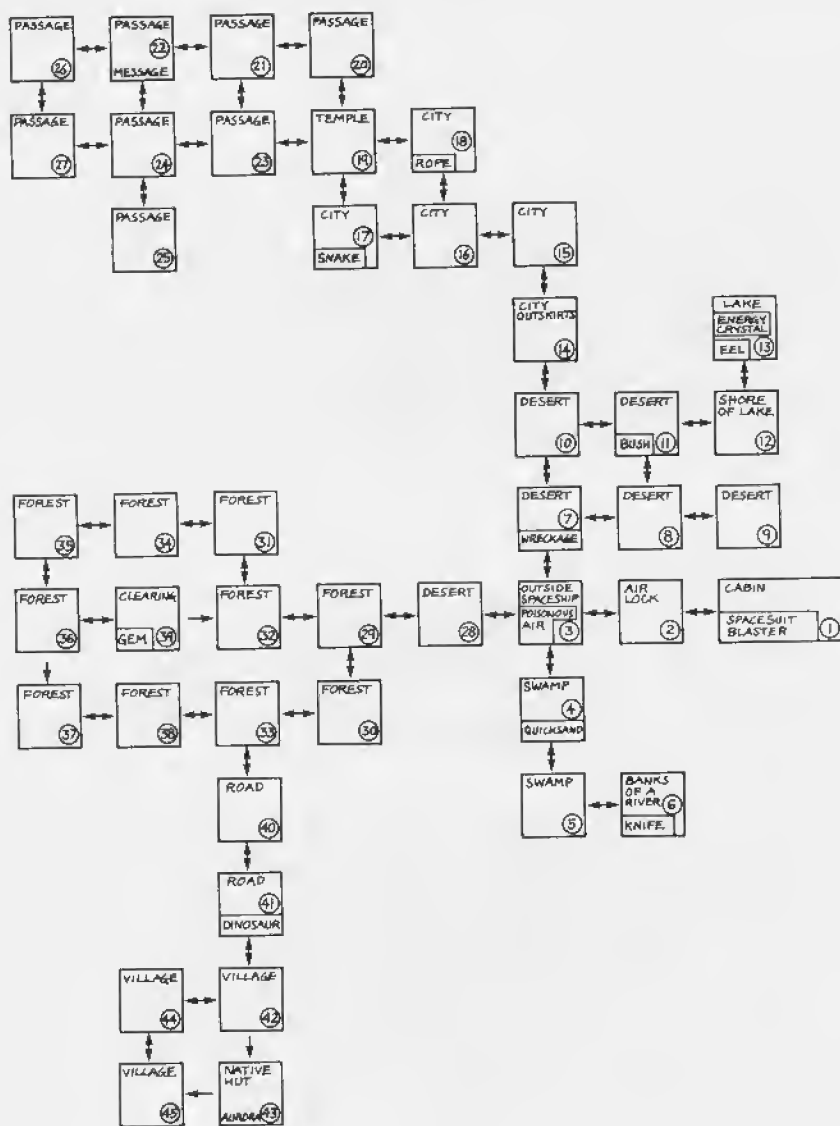 PASSAGE
26
PASSAGE
22
MESSAGE
PASSAGE
21
PASSAGE
20
PASSAGE
27
PASSAGE
24
PASSAGE
23
TEMPLE
19
CITY
18
ROPE
PASSAGE
25
CITY
17
SNAKE
CITY
16
CITY
15
CITY
OUTSKIRTS
14
LAKE
ENERGY
CRYSTAL
EEL
13
DESERT
10
DESERT
BUSH
11
SHORE
OF LAKE
12
DESERT
7
WRECKAGE
DESERT
8
DESERT
9
FOREST
35
FOREST
34
FOREST
31
FOREST
36
CLEARING
GEM
39
FOREST
32
FOREST
29
DESERT
28
OUTSIDE
SPACESHIP
POISONOUS
AIR
3
AIR
LOCK
2
CABIN
SPACESUIT
BLASTER
1
FOREST
37
FOREST
38
FOREST
33
FOREST
30
SWAMP
4
QUICKSAND
SWAMP
5
BANKS
OF A
RIVER
6
KNIFE
ROAD
40
ROAD
41
DINOSAUR
VILLAGE
44
VILLAGE
42
VILLAGE
45
NATIVE
HUT
AURORA
43